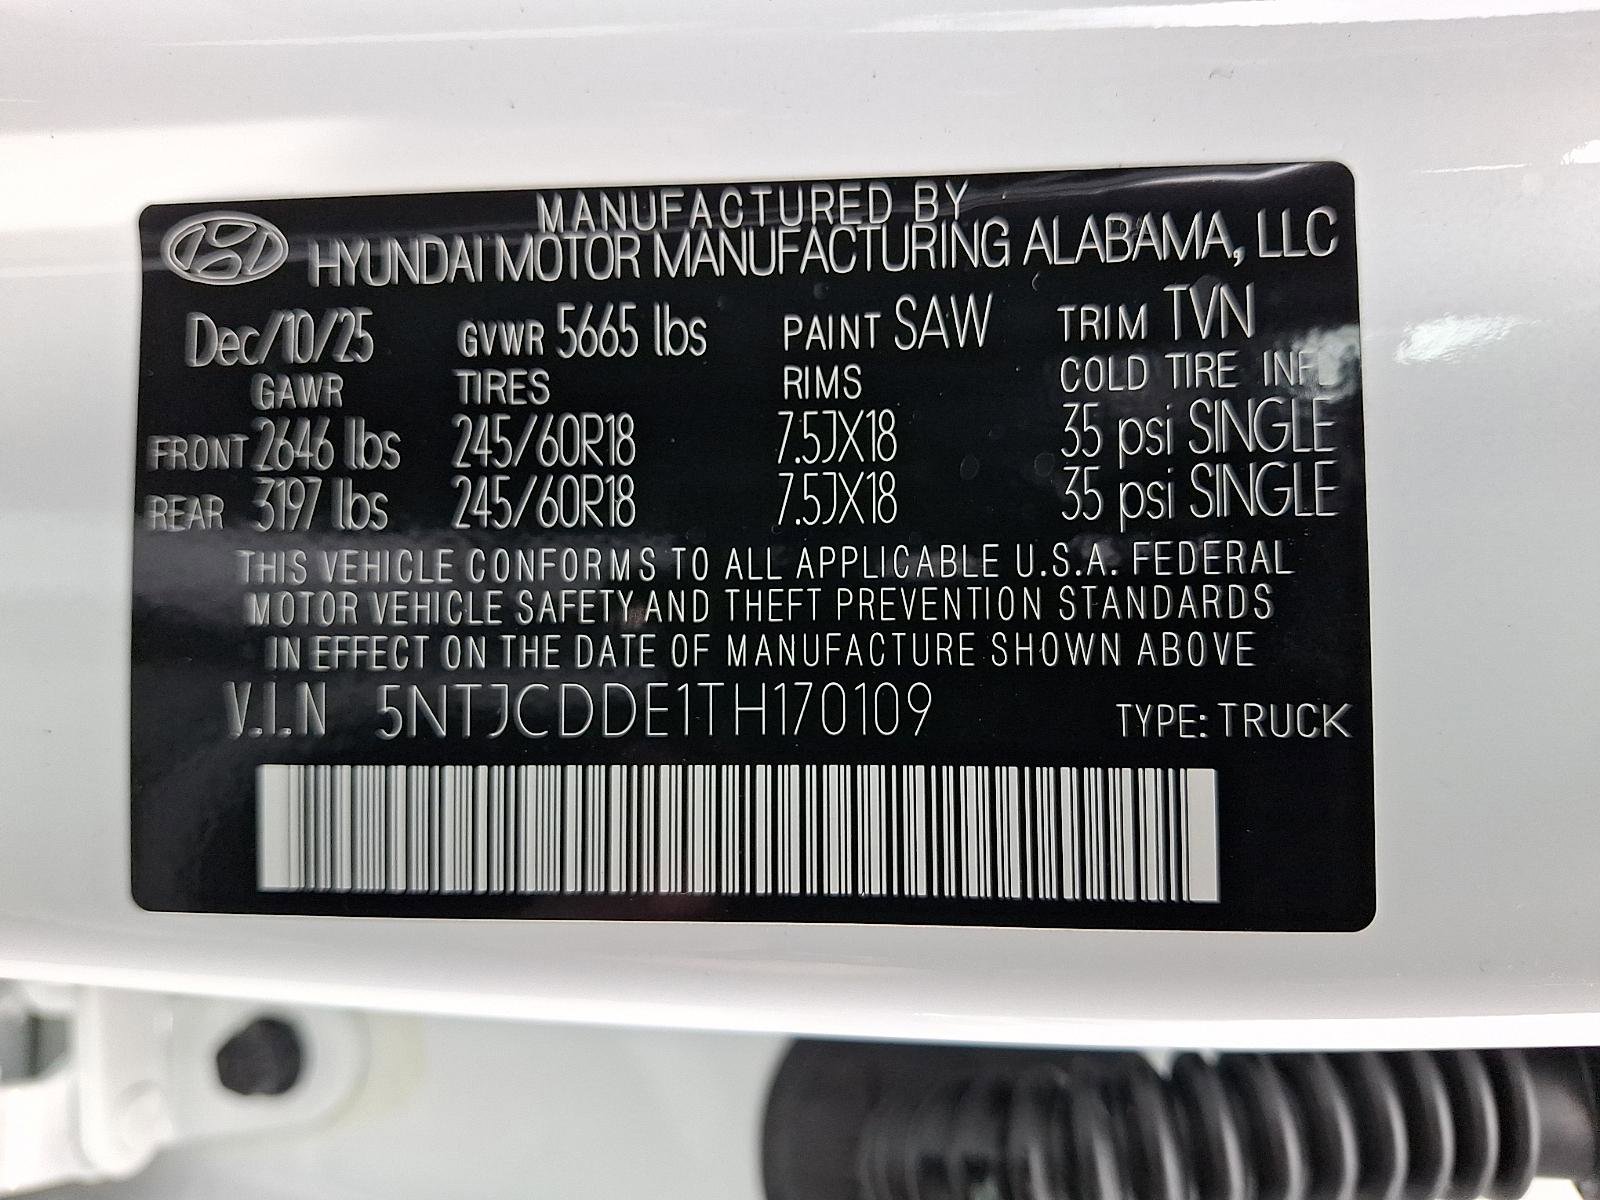 MANUFACTURED BY
HYUNDAI MOTOR MANUFACTURING ALABAMA, LLC
Dec/10/25 GVWR 5665 lbs PAINT SAW TRIM TVN
GAWR TIRES RIMS COLD TIRE INFL
FRONT 2646 lbs 245/60R18 7.5JX18 35 psi SINGLE
REAR 3197 lbs 245/60R18 7.5JX18 35 psi SINGLE
THIS VEHICLE CONFORMS TO ALL APPLICABLE U.S.A. FEDERAL
MOTOR VEHICLE SAFETY AND THEFT PREVENTION STANDARDS
IN EFFECT ON THE DATE OF MANUFACTURE SHOWN ABOVE
V.I.N 5NTJCDDE1TH170109 TYPE: TRUCK